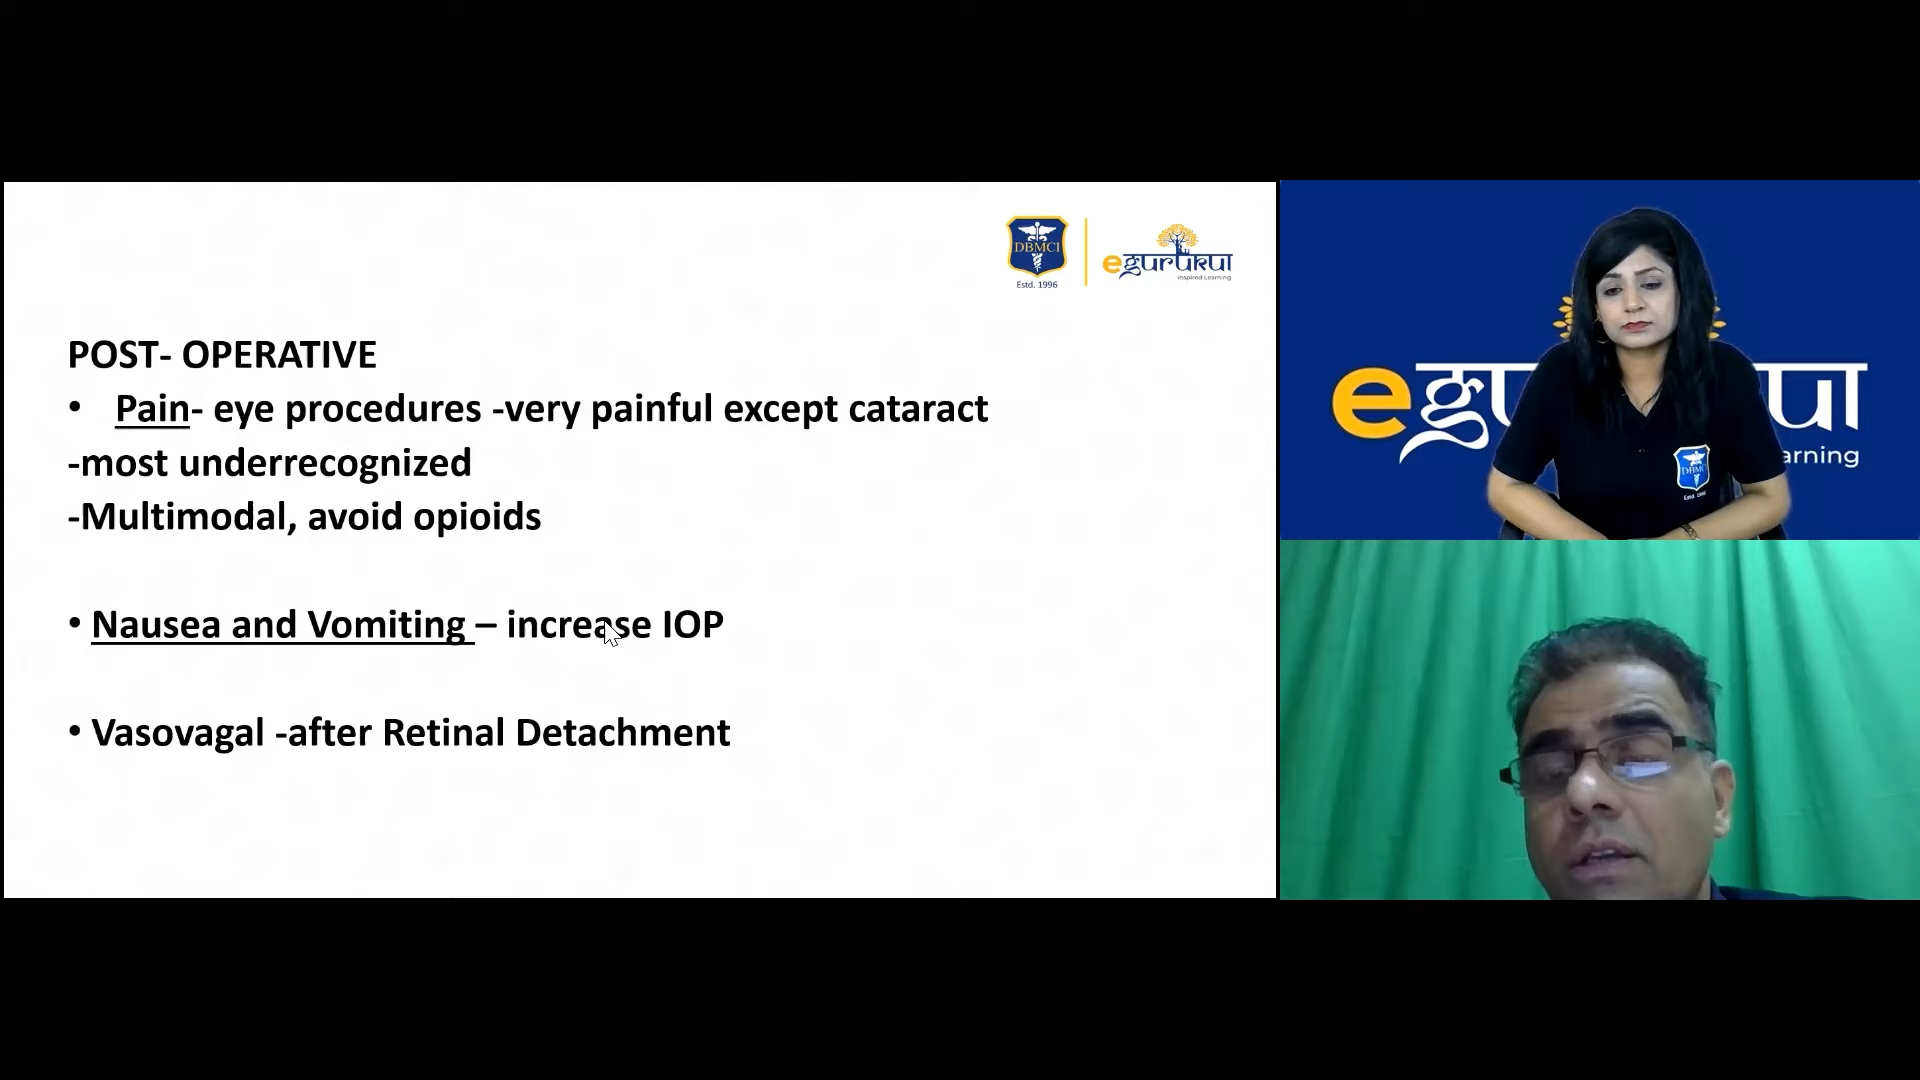 DBMCI
Estd. 1996
egurukul
Inspired Learning
POST- OPERATIVE
• Pain- eye procedures -very painful except cataract
-most underrecognized
-Multimodal, avoid opioids
• Nausea and Vomiting – increase IOP
• Vasovagal -after Retinal Detachment
arning